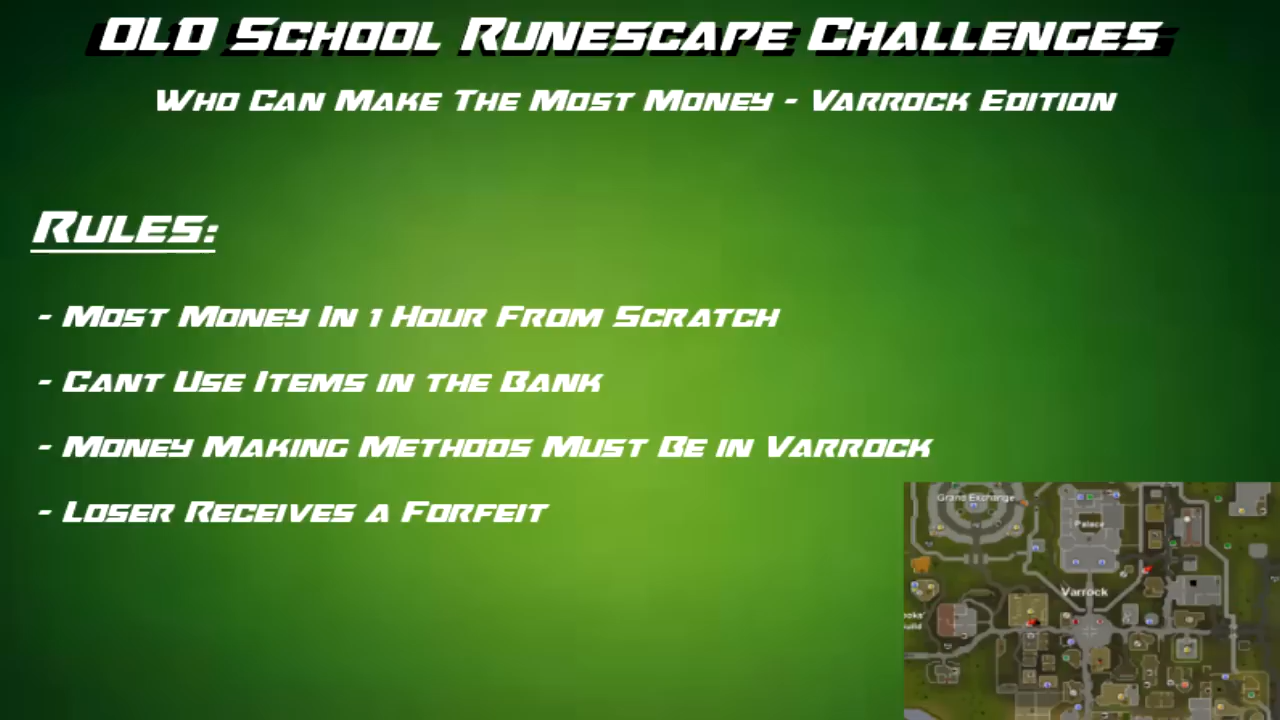 Old School Runescape Challenges
Who Can Make The Most Money - Varrock Edition
Rules:
- Most Money In 1 Hour From Scratch
- Cant Use Items in the Bank
- Money Making Methods Must Be in Varrock
- Loser Receives a Forfeit
Grand Exchange
Palace
Varrock
ooks'
uild